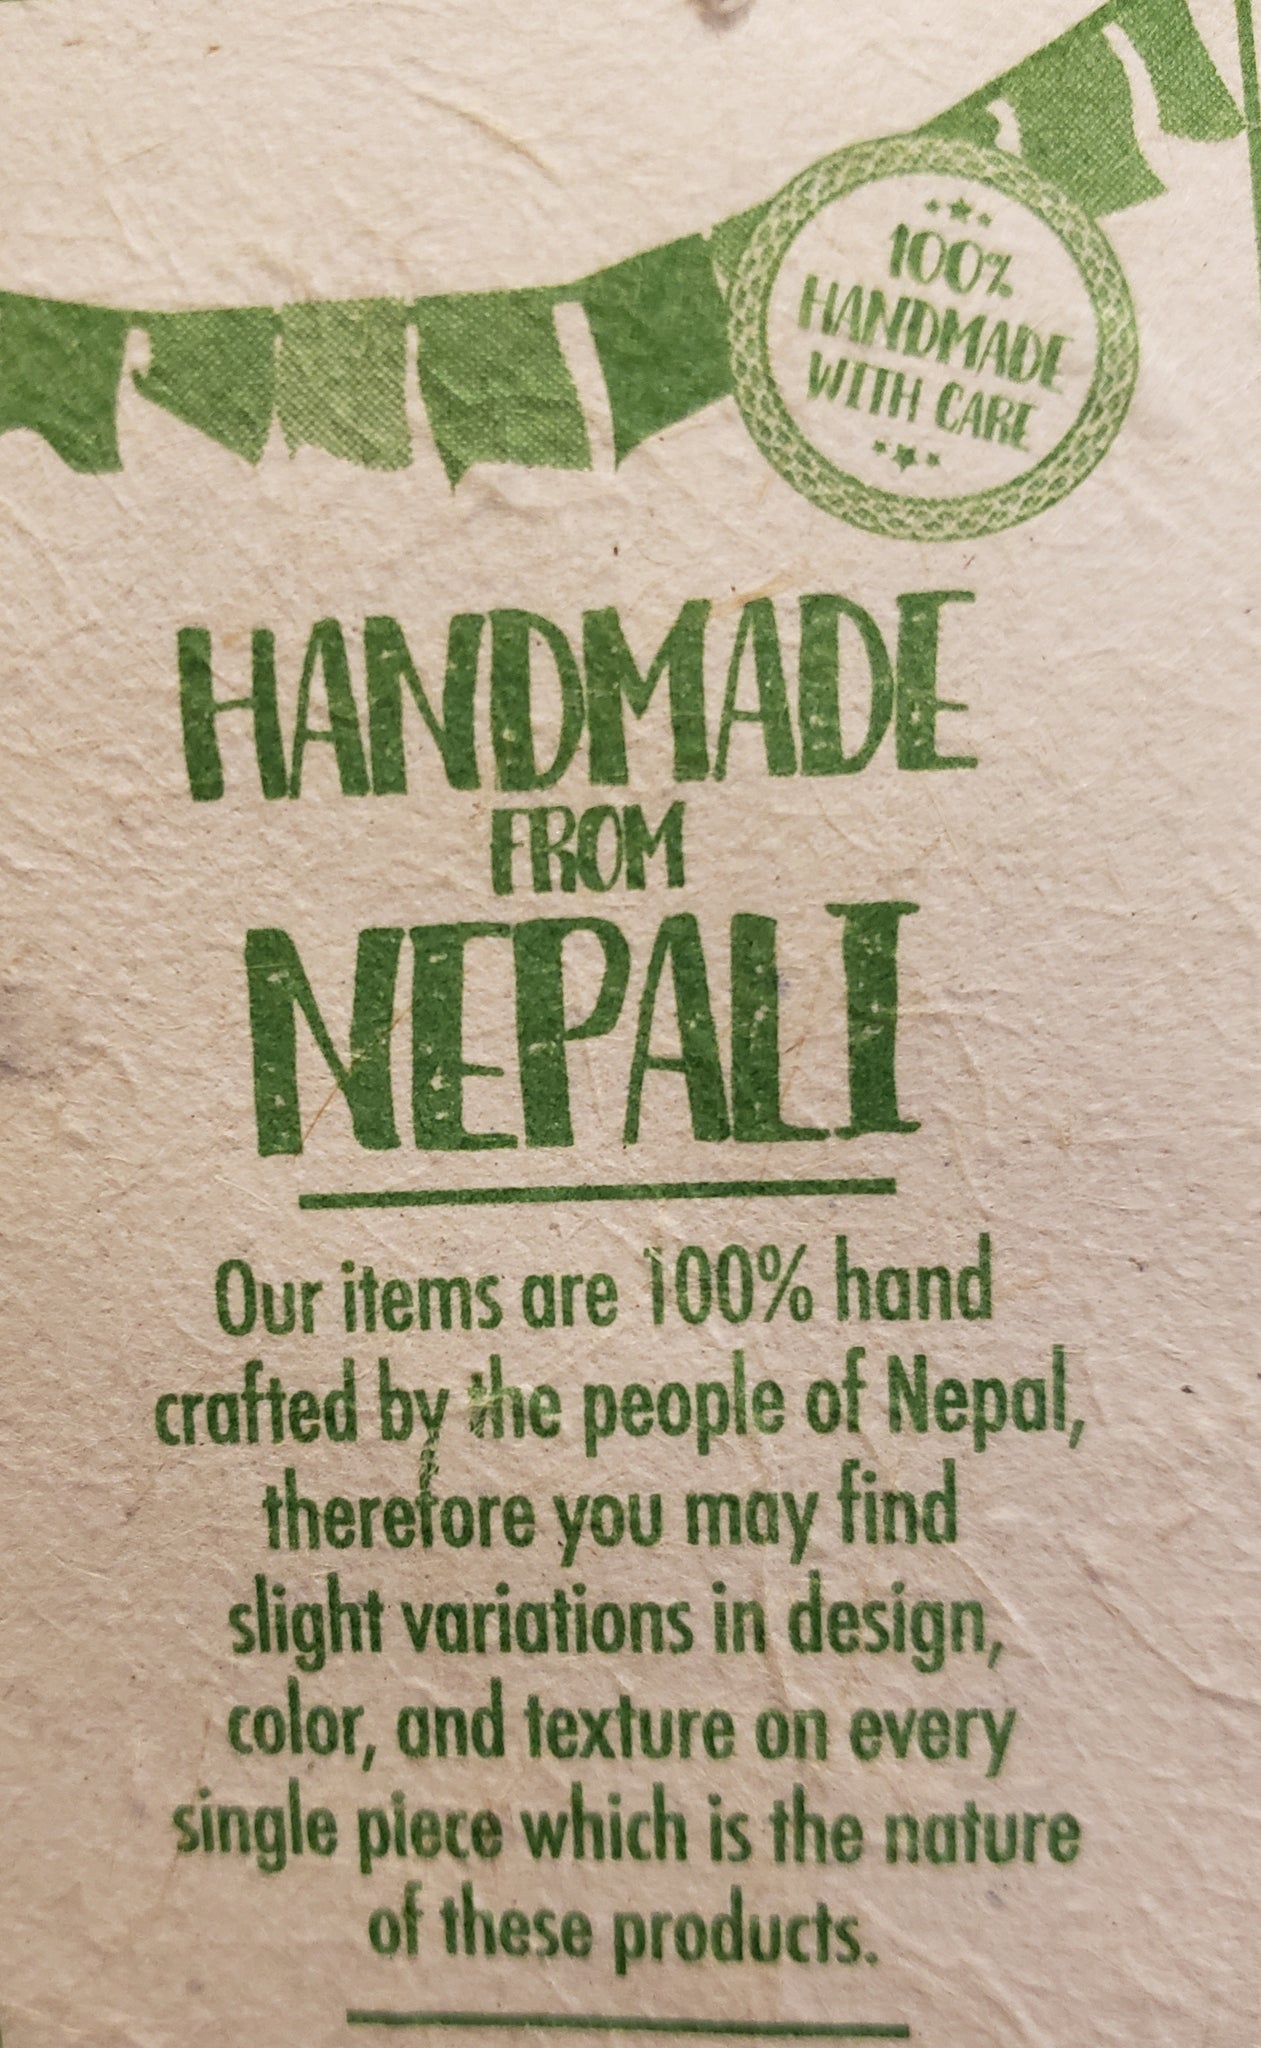 100%
HANDMADE
WITH CARE
HANDMADE
FROM
NEPALI
Our items are 100% hand
crafted by the people of Nepal,
therefore you may find
slight variations in design,
color, and texture on every
single piece which is the nature
of these products.